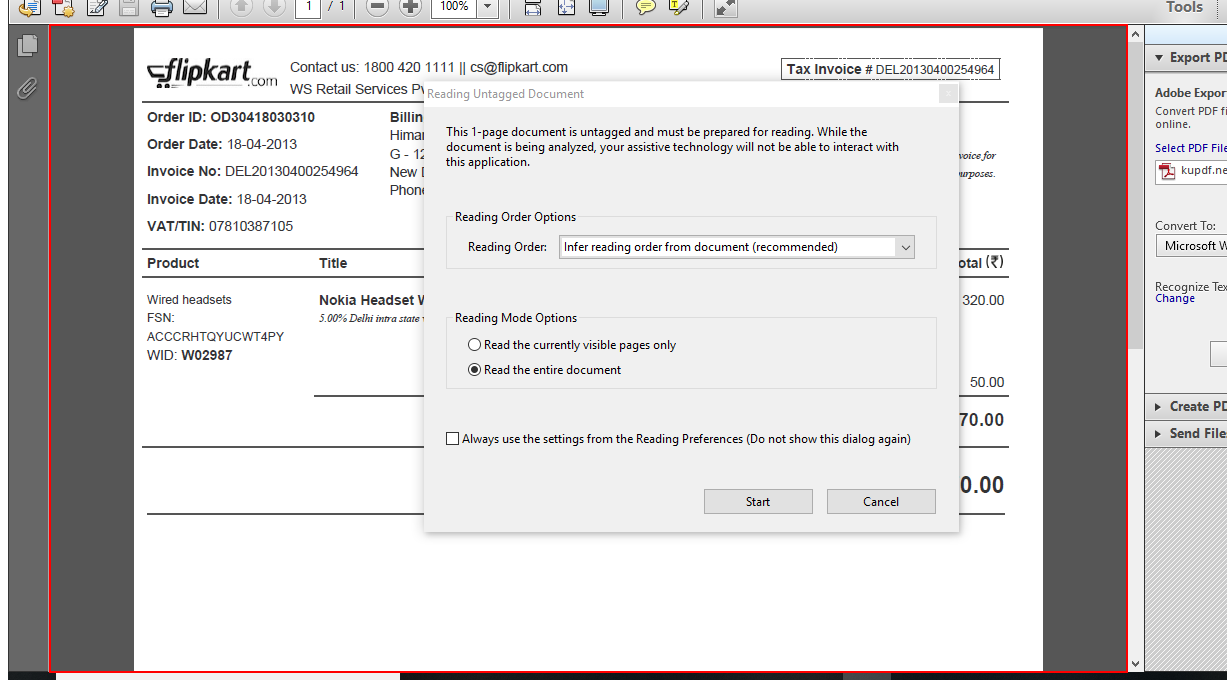 1 / 1
100%
Tools
flipkart.com
Contact us: 1800 420 1111 || cs@flipkart.com
WS Retail Services
Tax Invoice # DEL20130400254964
Order ID: OD30418030310
Order Date: 18-04-2013
Invoice No: DEL20130400254964
Invoice Date: 18-04-2013
VAT/TIN: 07810387105
Billin
Himar
G - 12
New
Phone
voice for
urposes.
Product Title otal (₹)
Wired headsets
FSN:
ACCCRHTQYUCWT4PY
WID: W02987
Nokia Headset
5.00% Delhi intra state
320.00
50.00
70.00
0.00
Reading Untagged Document
This 1-page document is untagged and must be prepared for reading. While the
document is being analyzed, your assistive technology will not be able to interact with
this application.
Reading Order Options
Reading Order: Infer reading order from document (recommended)
Reading Mode Options
Read the currently visible pages only
Read the entire document
Always use the settings from the Reading Preferences (Do not show this dialog again)
Start Cancel
Export PD
Adobe Expor
Convert PDF fi
online.
Select PDF File
kupdf.ne
Convert To:
Microsoft W
Recognize Tex
Change
Create PD
Send Files